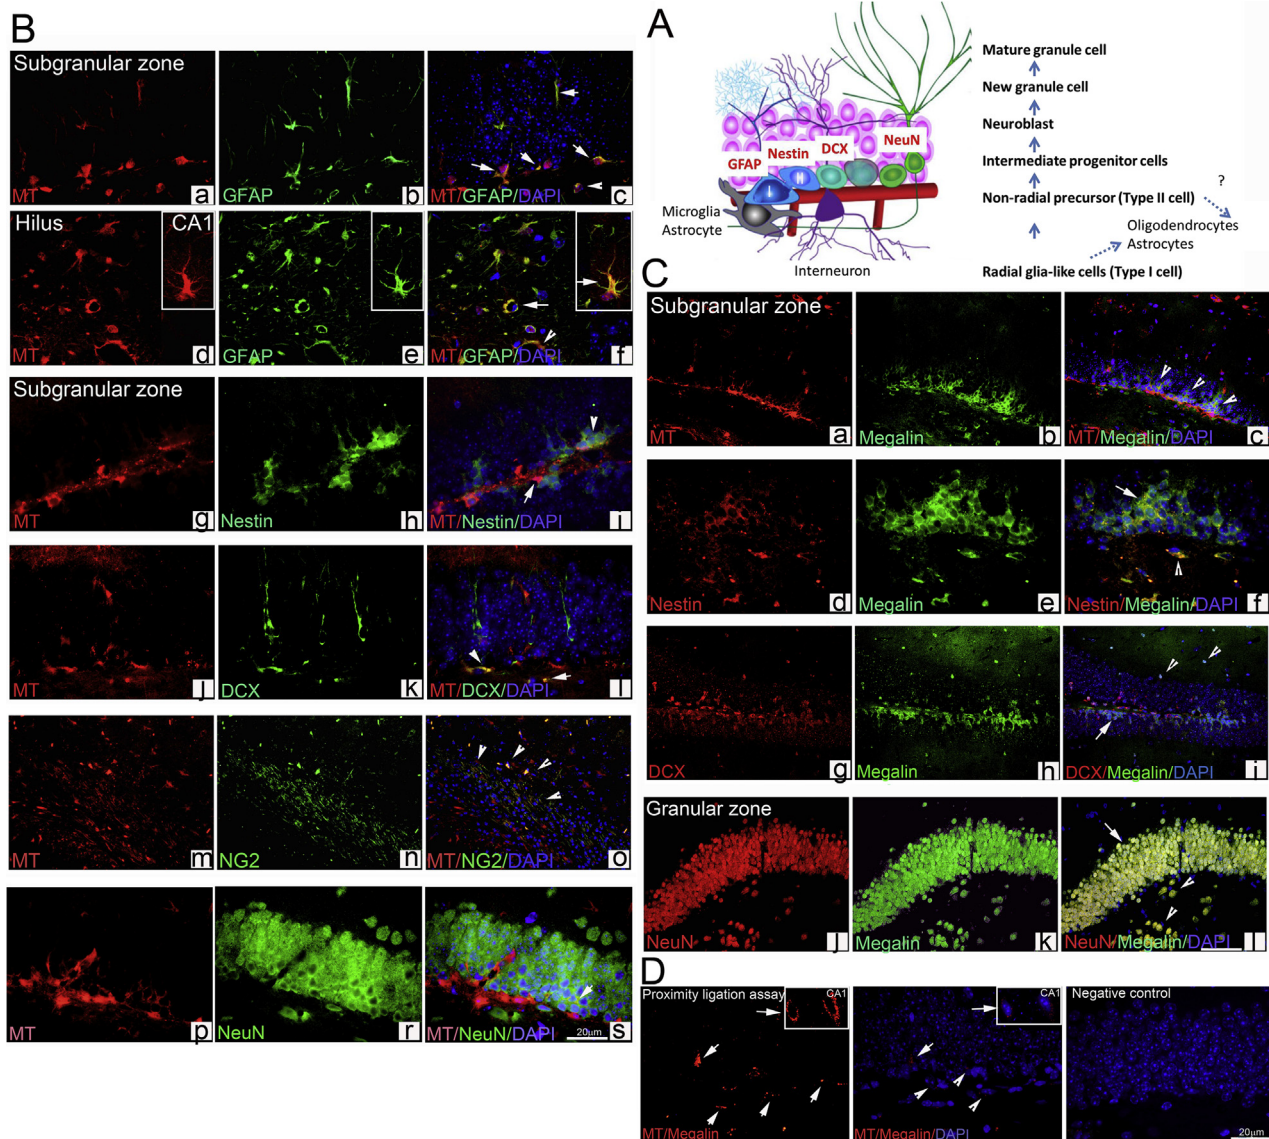 B
Subgranular zone
MT
a
GFAP
b
MT/GFAP/DAPI
c
Hilus
CA1
MT
d
GFAP
e
MT/GFAP/DAPI
f
Subgranular zone
MT
g
Nestin
h
MT/Nestin/DAPI
i
MT
j
DCX
k
MT/DCX/DAPI
l
MT
m
NG2
n
MT/NG2/DAPI
o
MT
p
NeuN
r
MT/NeuN/DAPI
20µm
s
A
GFAP
Nestin
DCX
NeuN
I
II
Microglia
Astrocyte
Interneuron
Mature granule cell
New granule cell
Neuroblast
Intermediate progenitor cells
?
Non-radial precursor (Type II cell)
Oligodendrocytes
Astrocytes
Radial glia-like cells (Type I cell)
C
Subgranular zone
MT
a
Megalin
b
MT/Megalin/DAPI
c
Nestin
d
Megalin
e
Nestin/Megalin/DAPI
f
DCX
g
Megalin
h
DCX/Megalin/DAPI
i
Granular zone
NeuN
j
Megalin
k
NeuN/Megalin/DAPI
l
D
Proximity ligation assay
CA1
MT/Megalin
CA1
MT/Megalin/DAPI
Negative control
20µm